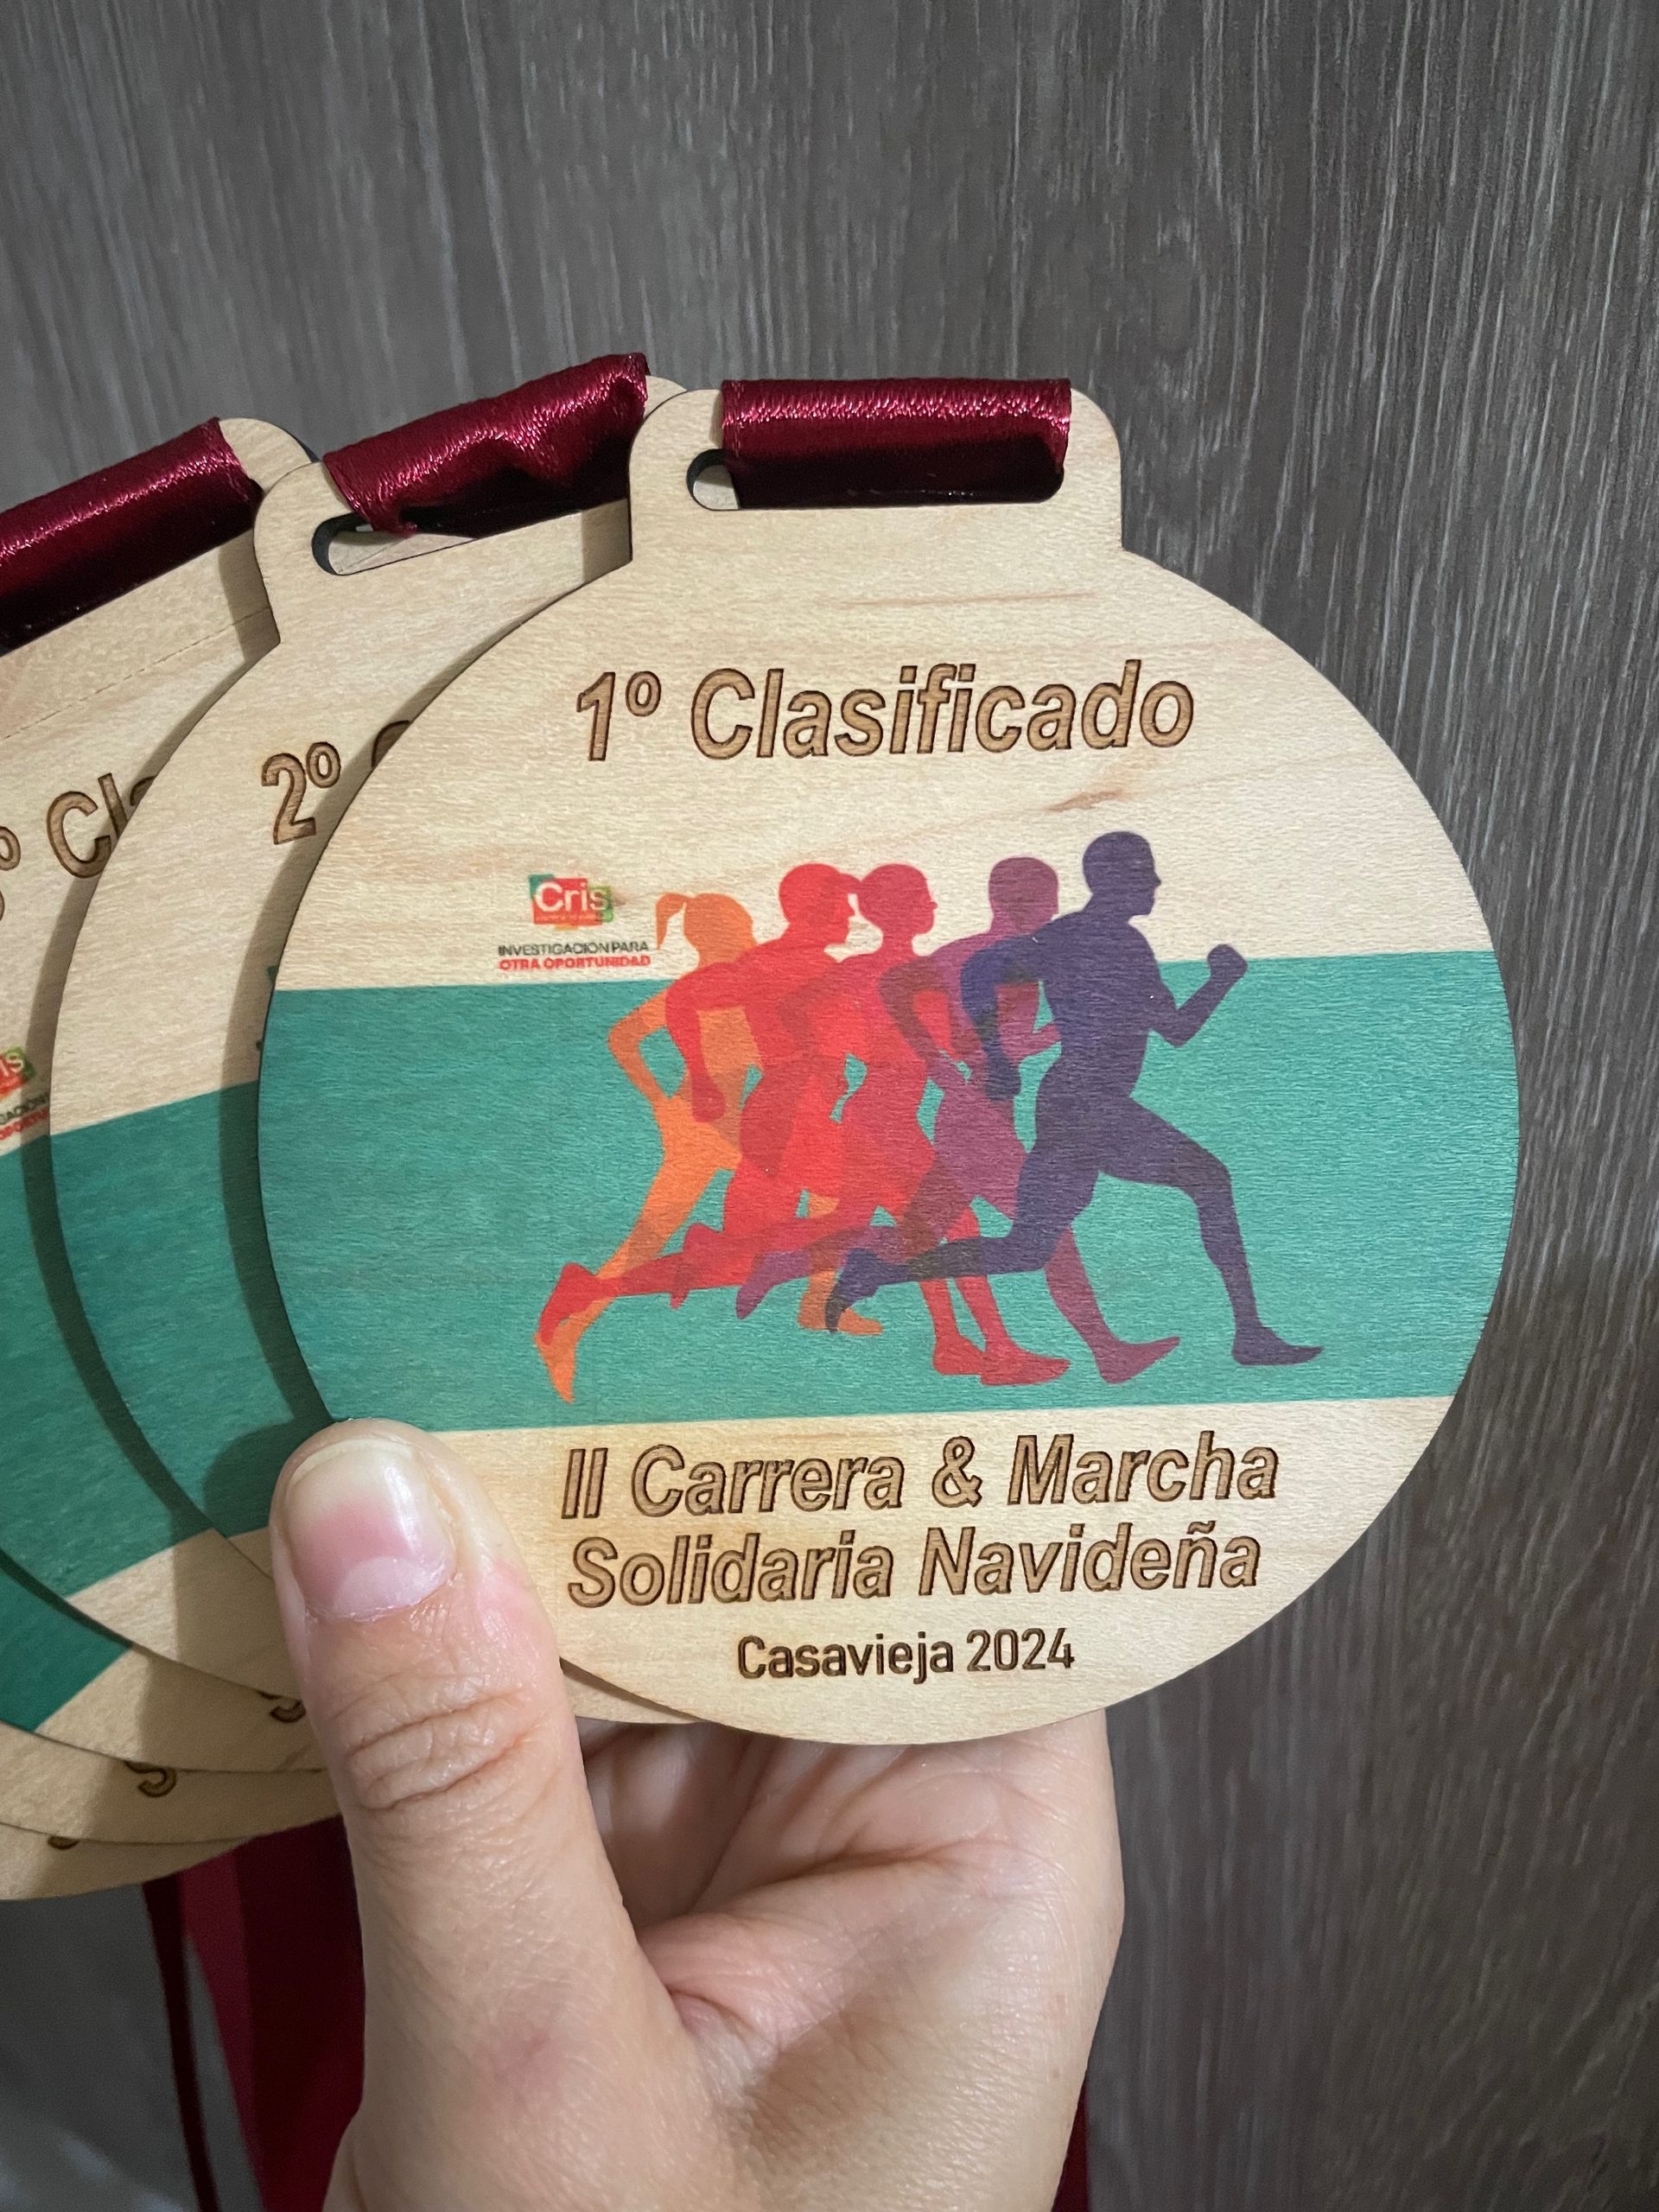 1º Clasificado
Cris
INVESTIGACIÓN PARA
OTRA OPORTUNIDAD
II Carrera & Marcha
Solidaria Navideña
Casavieja 2024
2º